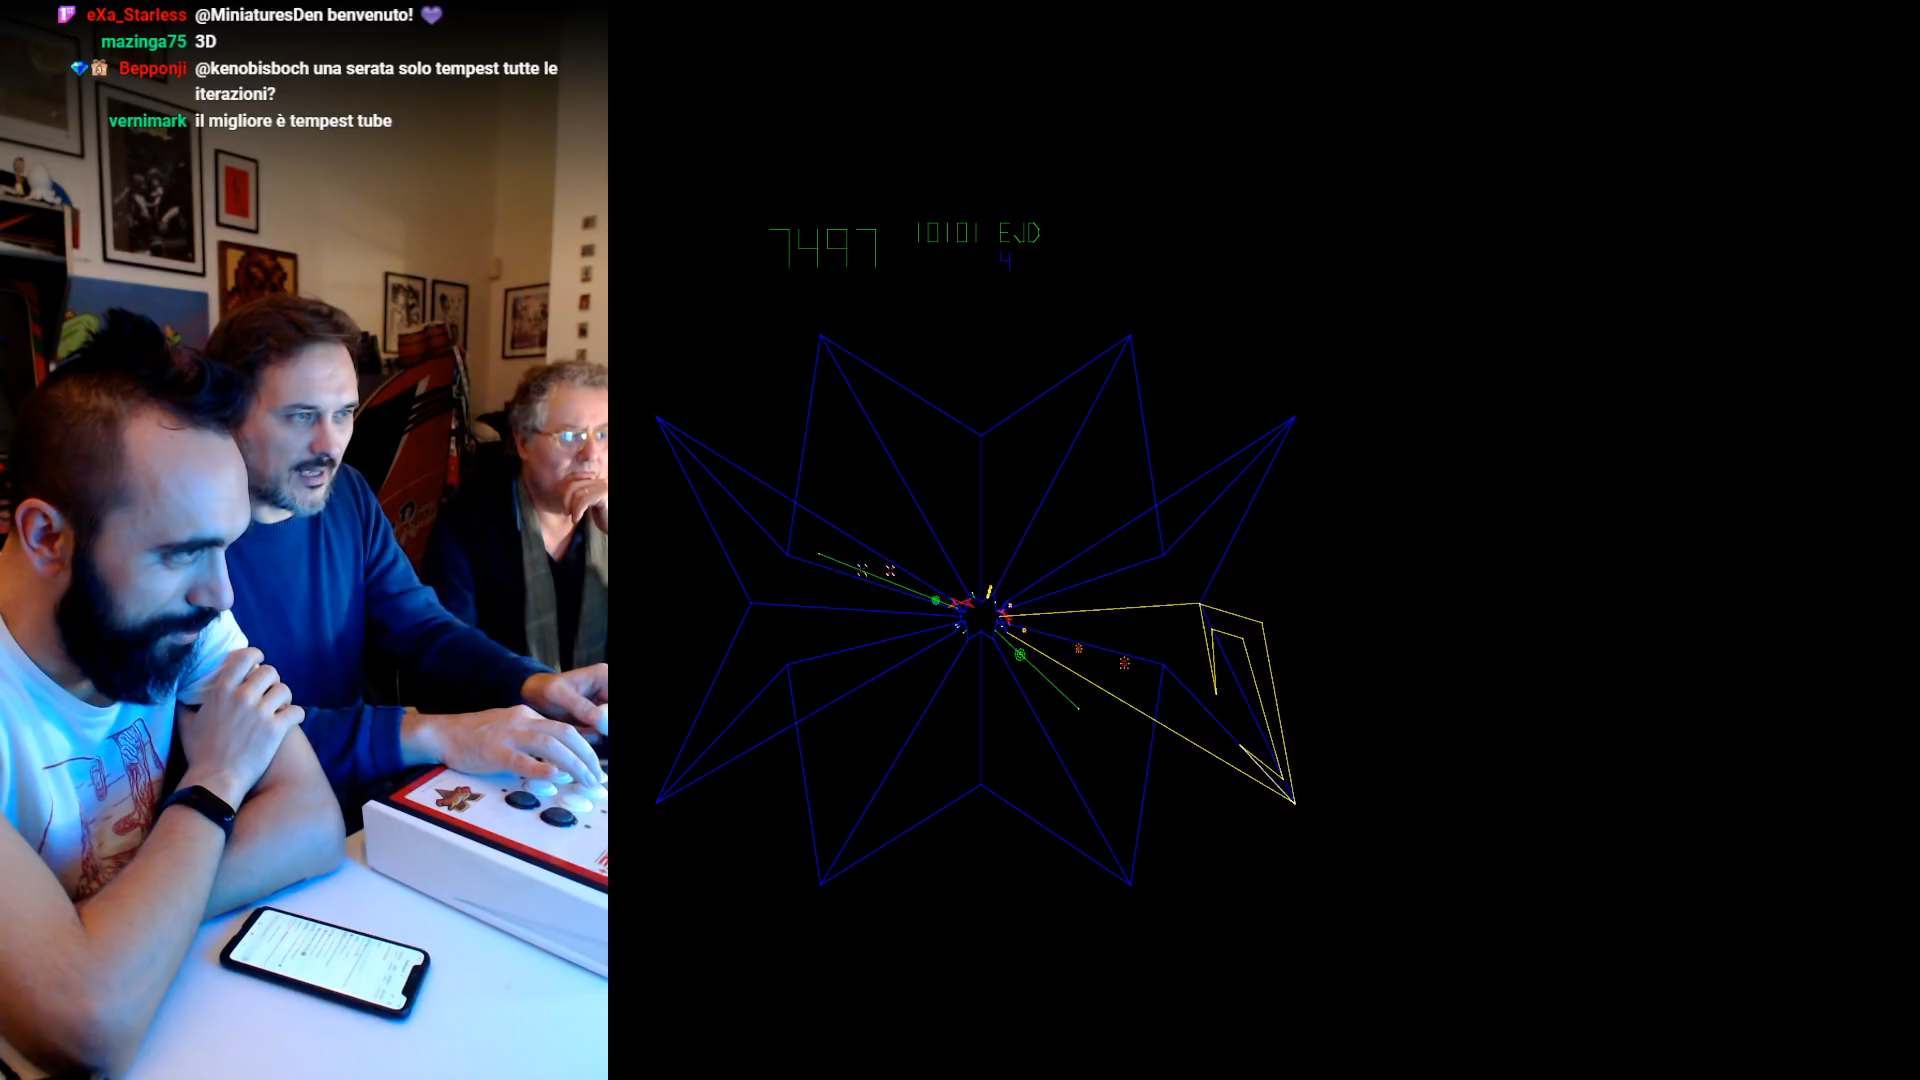 eXa_Starless @MiniaturesDen benvenuto! 💜
mazinga75 3D
Bepponji @kenobisboch una serata solo tempest tutte le
iterazioni?
vernimark il migliore è tempest tube
7497
10101 EJD
4